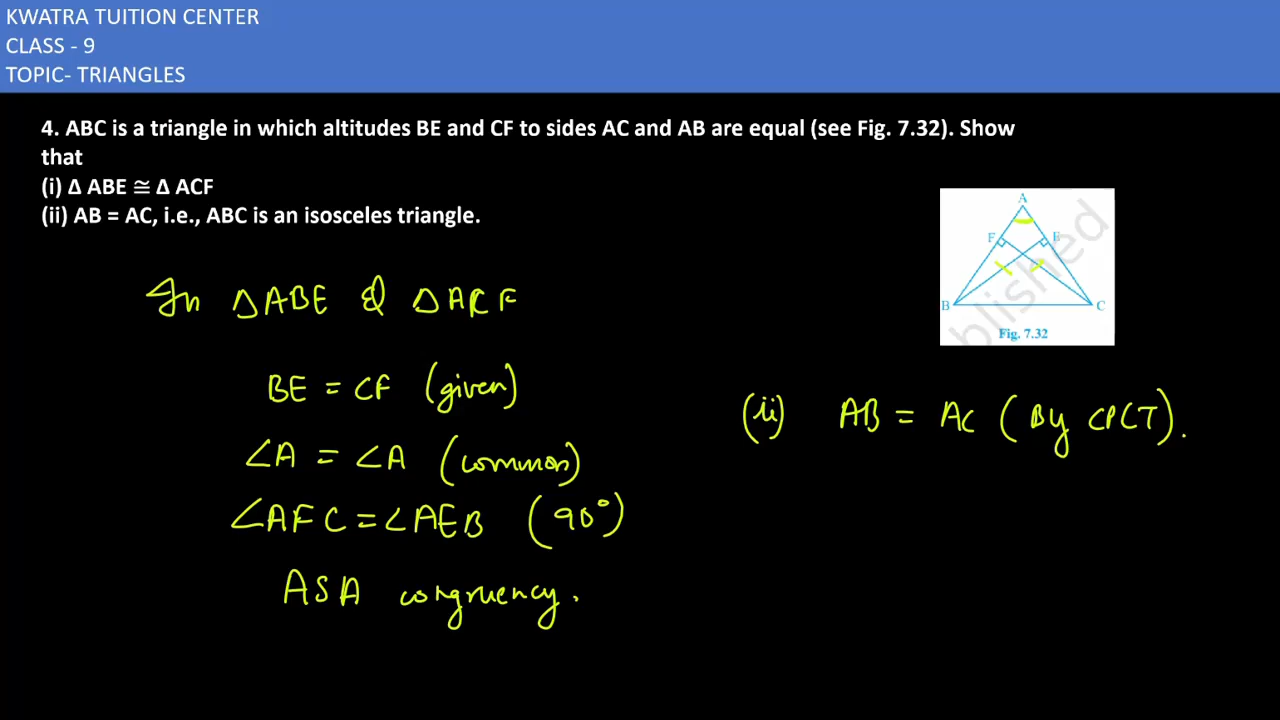 KWATRA TUITION CENTER
CLASS - 9
TOPIC- TRIANGLES
4. ABC is a triangle in which altitudes BE and CF to sides AC and AB are equal (see Fig. 7.32). Show
that
(i) Δ ABE ≅ Δ ACF
(ii) AB = AC, i.e., ABC is an isosceles triangle.
A
F
E
B
C
blished
Fig. 7.32
In ΔABE & ΔACF
BE = CF (given)
∠A = ∠A (common)
∠AFC = ∠AEB (90°)
ASA congruency.
(ii) AB = AC (By CPCT).